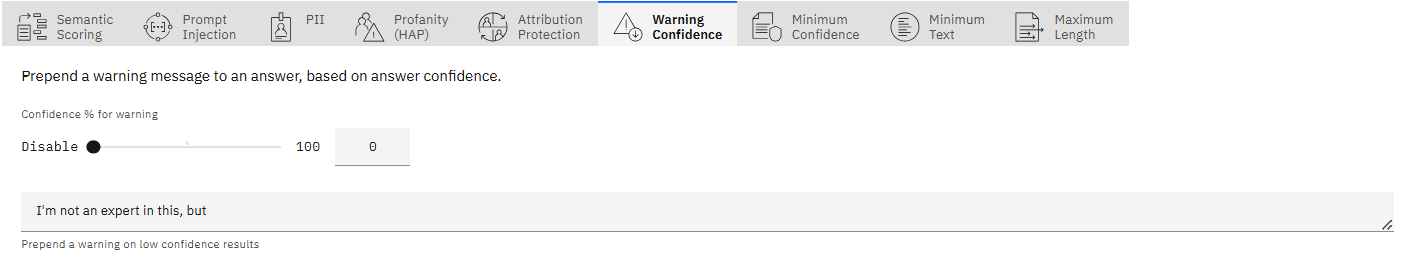 Semantic Scoring
Prompt Injection
PII
Profanity (HAP)
Attribution Protection
Warning Confidence
Minimum Confidence
Minimum Text
Maximum Length
Prepend a warning message to an answer, based on answer confidence.
Confidence % for warning
Disable 100 0
I'm not an expert in this, but
Prepend a warning on low confidence results